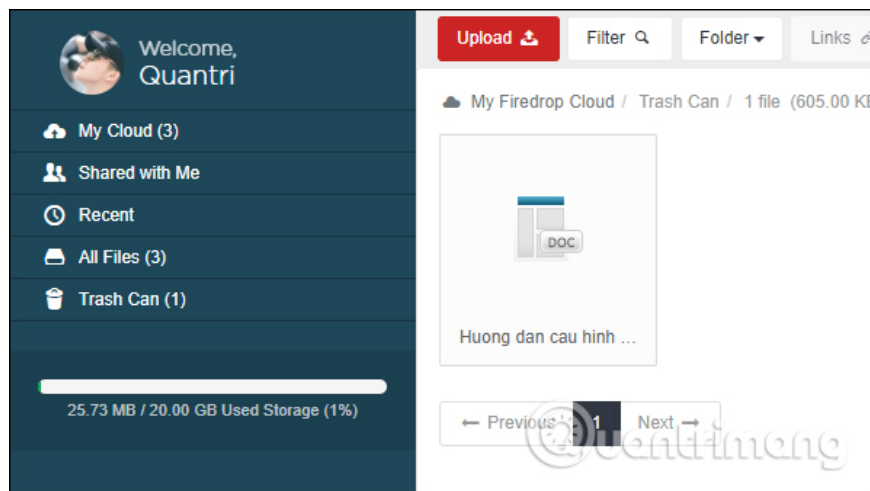 Welcome,
Quantri
My Cloud (3)
Shared with Me
Recent
All Files (3)
Trash Can (1)
25.73 MB / 20.00 GB Used Storage (1%)
Upload Filter Folder Links
My Firedrop Cloud / Trash Can / 1 file (605.00 KB
DOC
Huong dan cau hinh ...
← Previous 1 Next →
Quantrimang